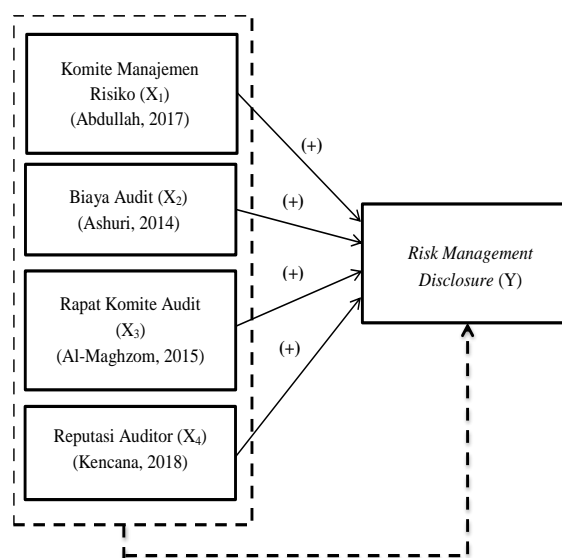 Komite Manajemen
Risiko (X₁)
(Abdullah, 2017)
(+)
Biaya Audit (X₂)
(Ashuri, 2014)
(+)
Rapat Komite Audit
(X₃)
(Al-Maghzom, 2015)
(+)
Reputasi Auditor (X₄)
(Kencana, 2018)
(+)
Risk Management
Disclosure (Y)